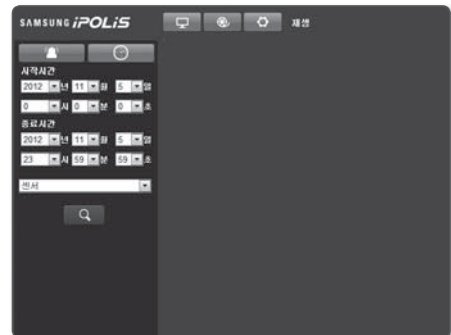 SAMSUNG iPOLiS
재생
시작시간
2012 년 11 월 5 일
0 시 0 분 0 초
종료시간
2012 년 11 월 5 일
23 시 59 분 59 초
센서